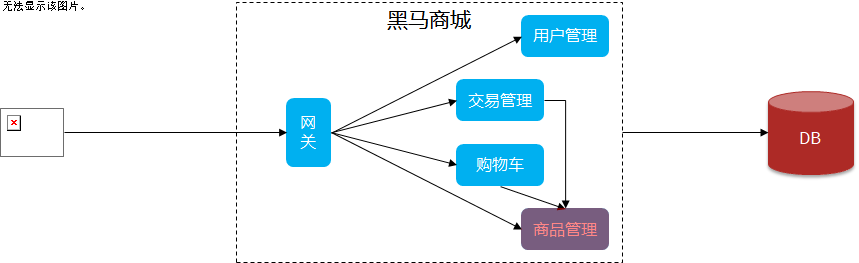 无法显示该图片。
黑马商城
用户管理
交易管理
网
关
购物车
商品管理
DB